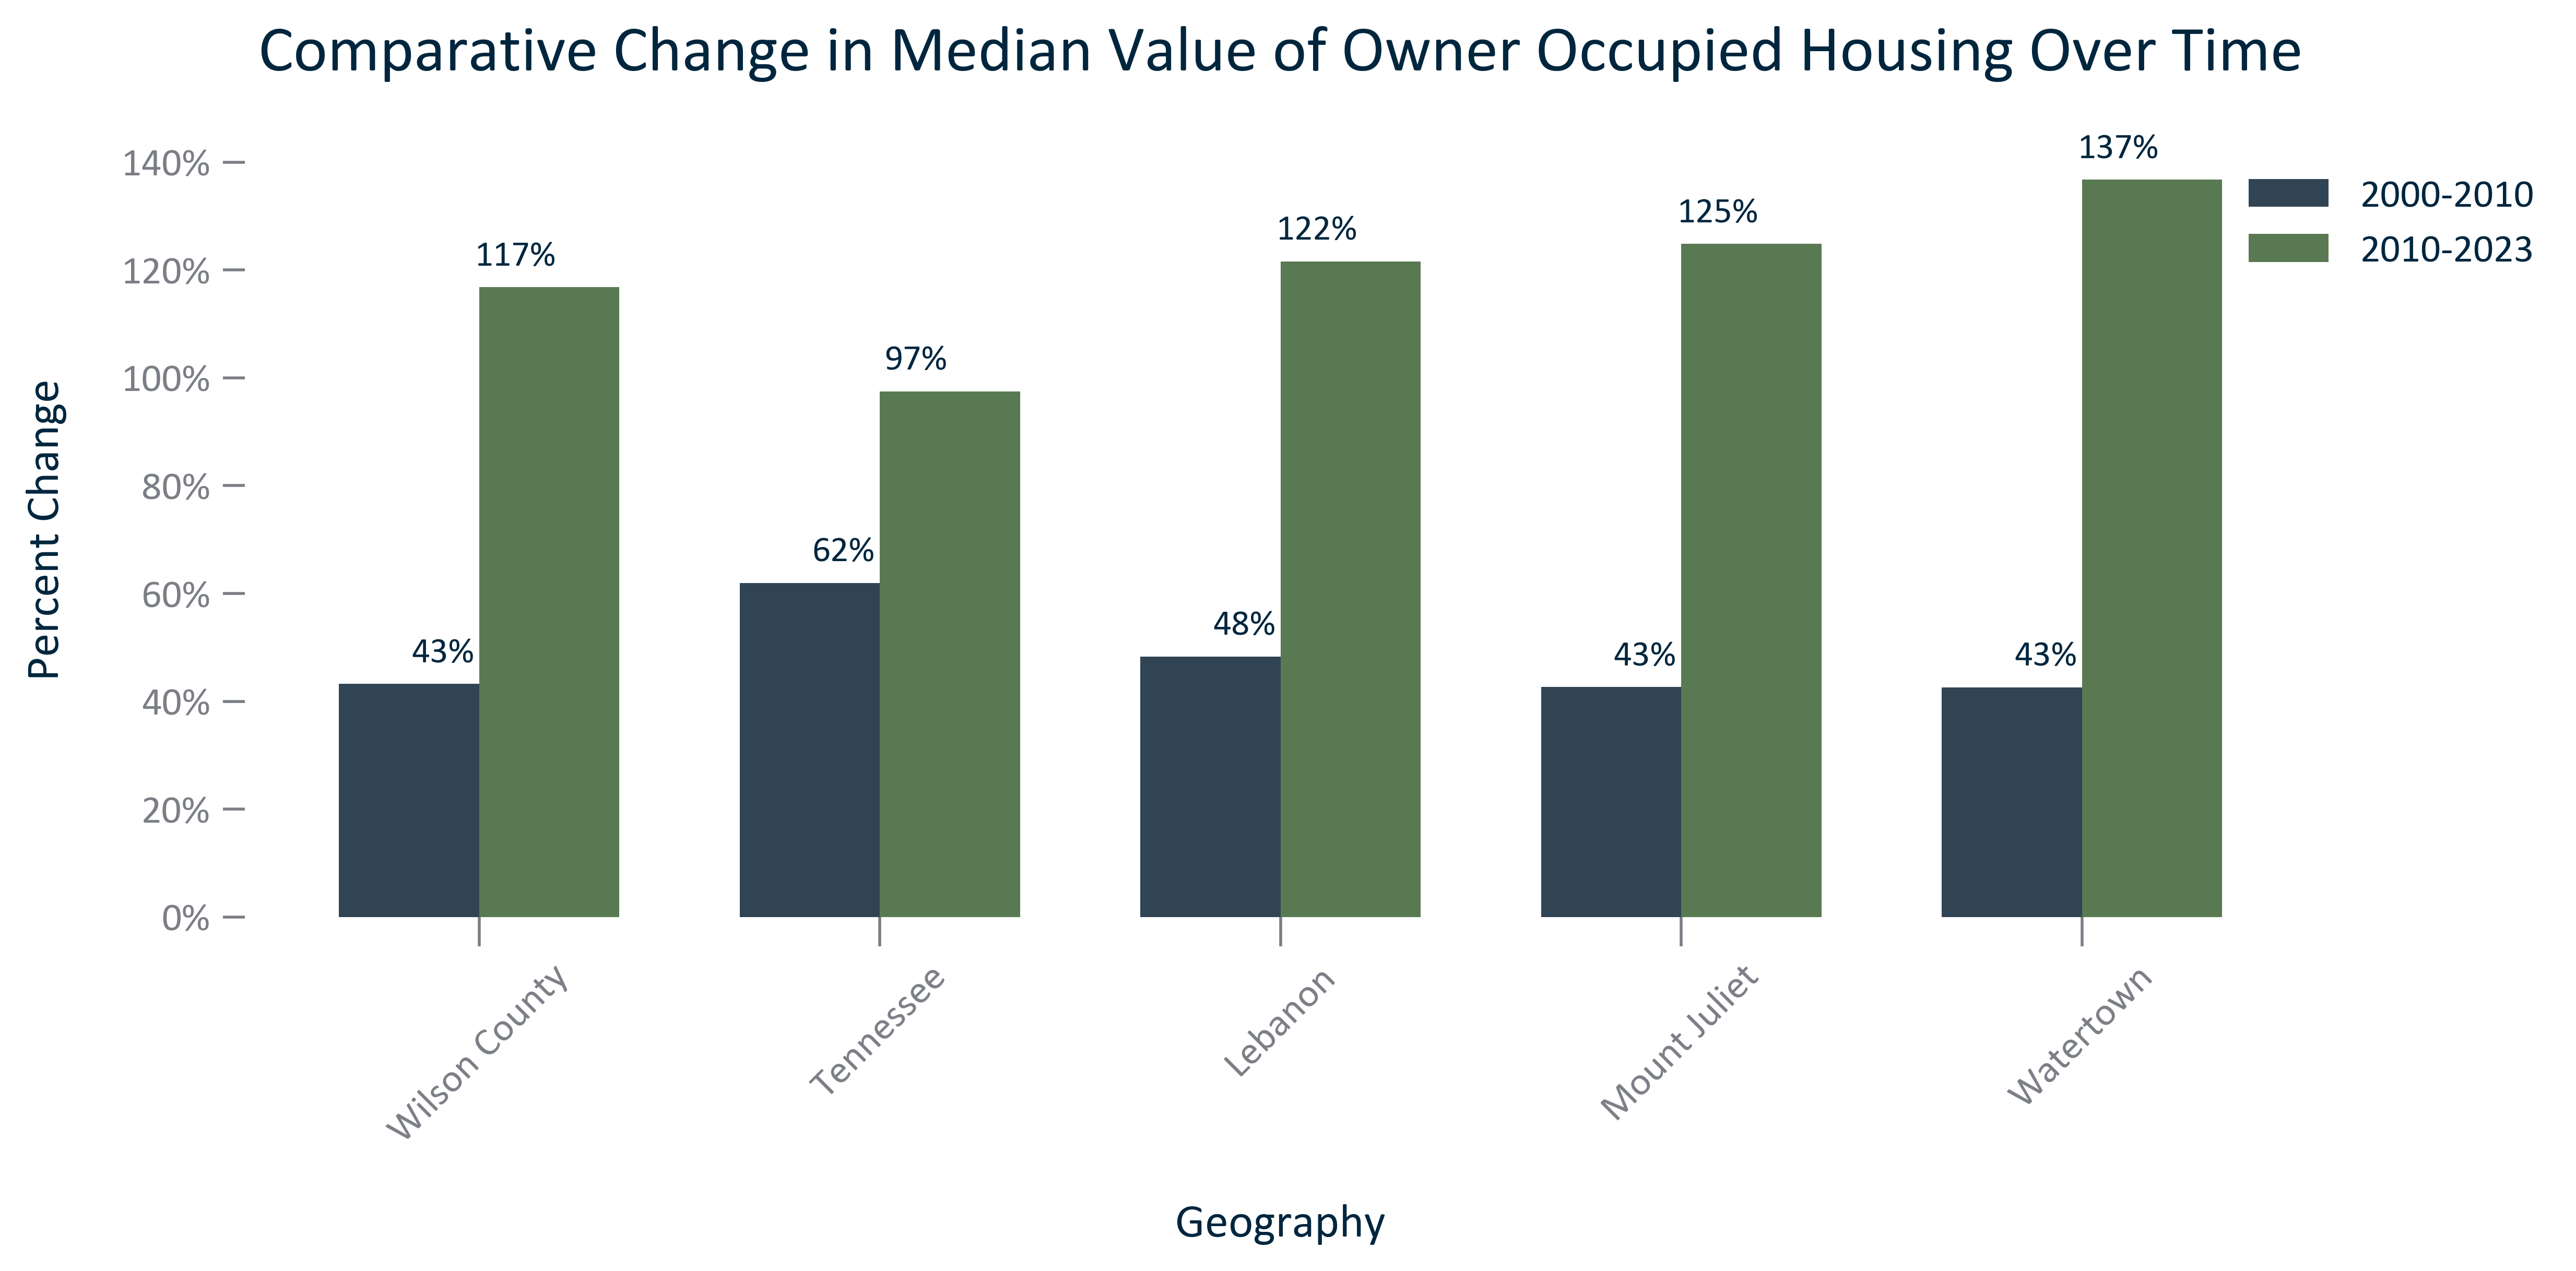 Comparative Change in Median Value of Owner Occupied Housing Over Time
Percent Change
140%
120%
100%
80%
60%
40%
20%
0%
43%
117%
62%
97%
48%
122%
43%
125%
43%
137%
2000-2010
2010-2023
Wilson County
Tennessee
Lebanon
Mount Juliet
Watertown
Geography